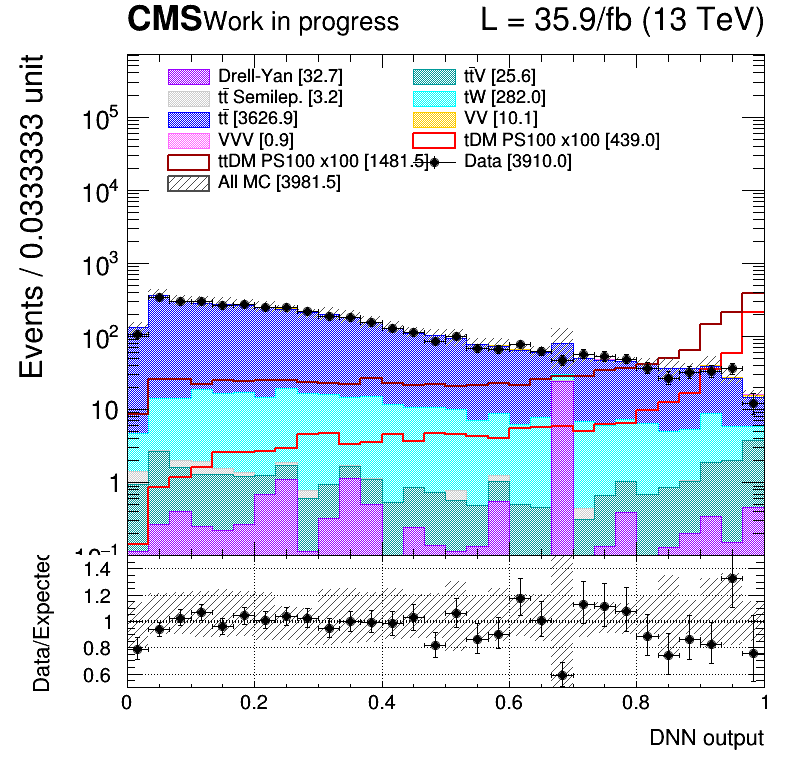 CMS Work in progress L = 35.9/fb (13 TeV)
Events / 0.0333333 unit
10⁵
10⁴
10³
10²
10
1
10⁻¹
Drell-Yan [32.7] tt̄V [25.6]
tt̄ Semilep. [3.2] tW [282.0]
tt̄ [3626.9] VV [10.1]
VVV [0.9] tDM PS100 x100 [439.0]
ttDM PS100 x100 [1481.5] Data [3910.0]
All MC [3981.5]
Data/Expected
1.4
1.2
1
0.8
0.6
0 0.2 0.4 0.6 0.8 1
DNN output